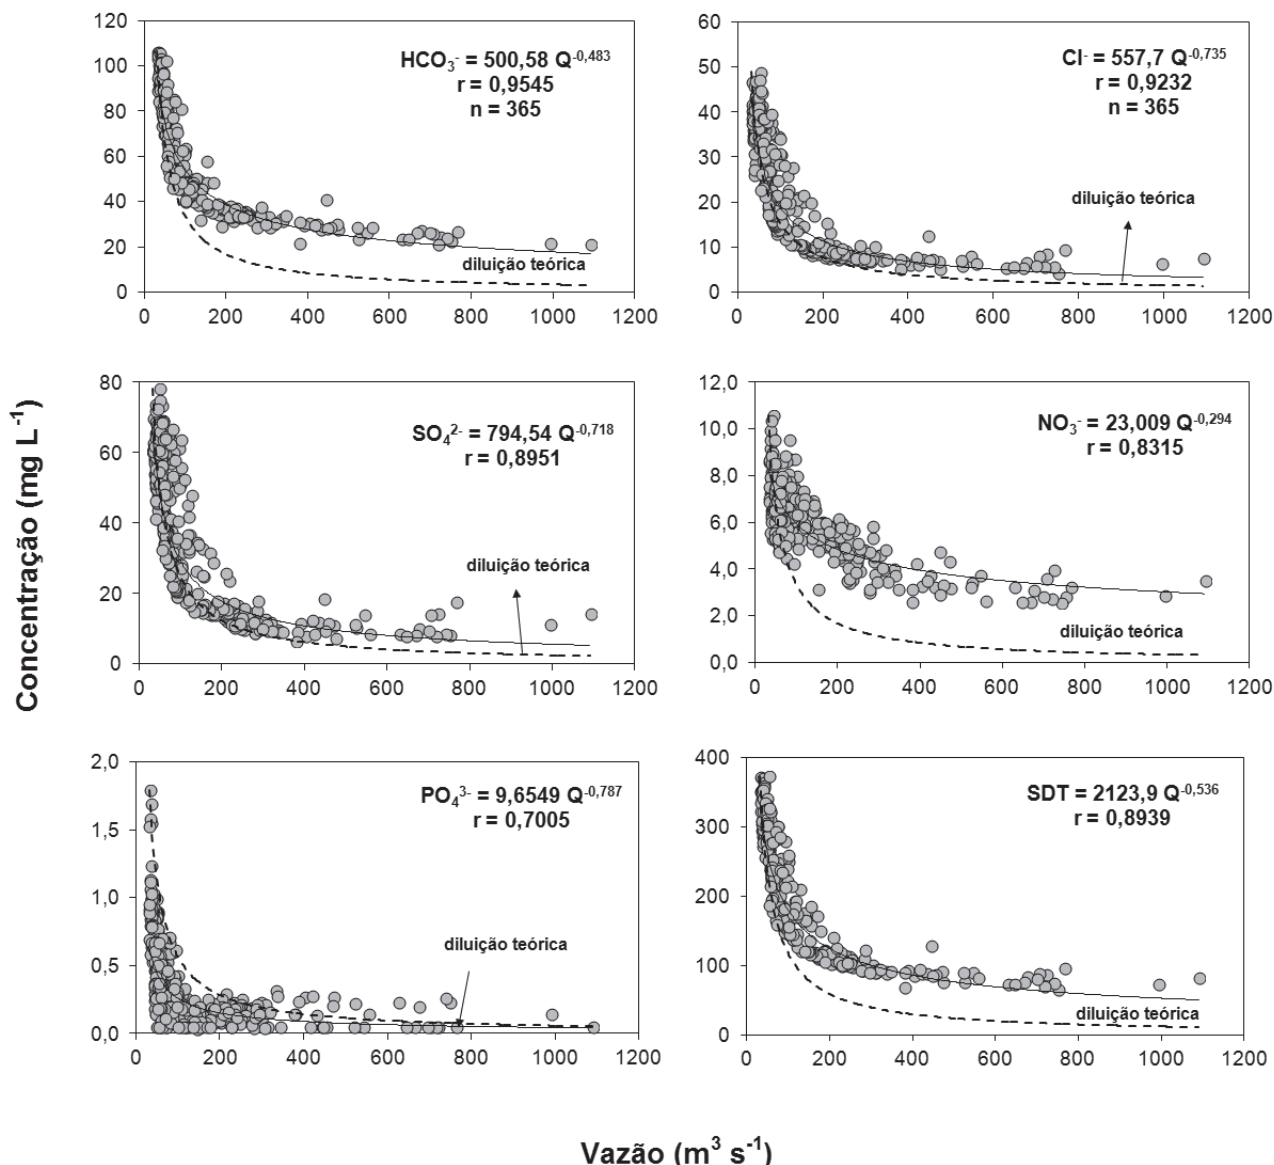 Concentração (mg L⁻¹)
120
100
80
60
40
20
0
HCO₃⁻ = 500,58 Q⁻⁰,⁴⁸³
r = 0,9545
n = 365
diluição teórica
0 200 400 600 800 1000 1200
60
50
40
30
20
10
0
Cl⁻ = 557,7 Q⁻⁰,⁷³⁵
r = 0,9232
n = 365
diluição teórica
0 200 400 600 800 1000 1200
80
60
40
20
0
SO₄²⁻ = 794,54 Q⁻⁰,⁷¹⁸
r = 0,8951
diluição teórica
0 200 400 600 800 1000 1200
12,0
10,0
8,0
6,0
4,0
2,0
0,0
NO₃⁻ = 23,009 Q⁻⁰,²⁹⁴
r = 0,8315
diluição teórica
0 200 400 600 800 1000 1200
2,0
1,5
1,0
0,5
0,0
PO₄³⁻ = 9,6549 Q⁻⁰,⁷⁸⁷
r = 0,7005
diluição teórica
0 200 400 600 800 1000 1200
400
300
200
100
0
SDT = 2123,9 Q⁻⁰,⁵³⁶
r = 0,8939
diluição teórica
0 200 400 600 800 1000 1200
Vazão (m³ s⁻¹)